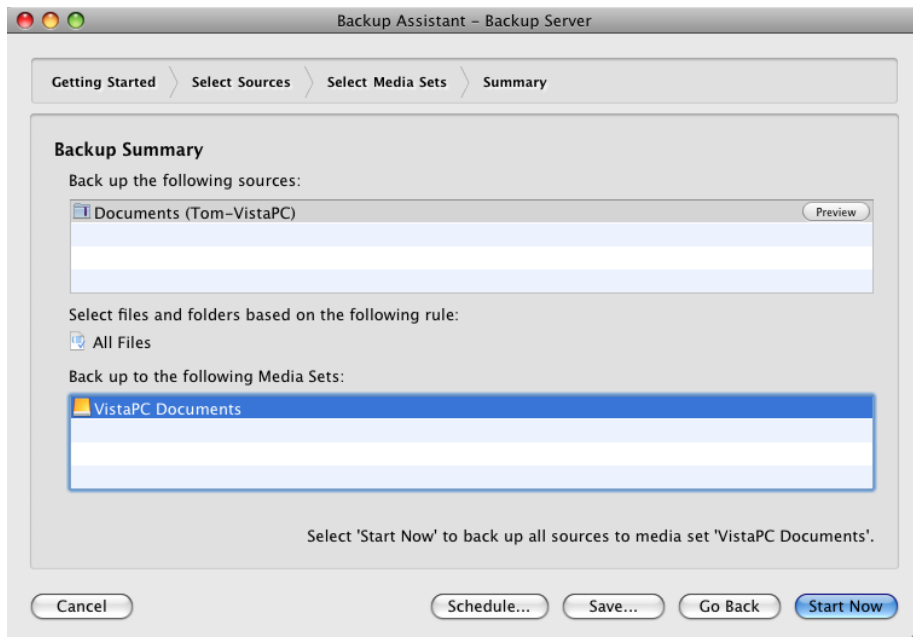 Backup Assistant – Backup Server
Getting Started Select Sources Select Media Sets Summary
Backup Summary
Back up the following sources:
Documents (Tom-VistaPC) Preview
Select files and folders based on the following rule:
All Files
Back up to the following Media Sets:
VistaPC Documents
Select 'Start Now' to back up all sources to media set 'VistaPC Documents'.
Cancel Schedule... Save... Go Back Start Now